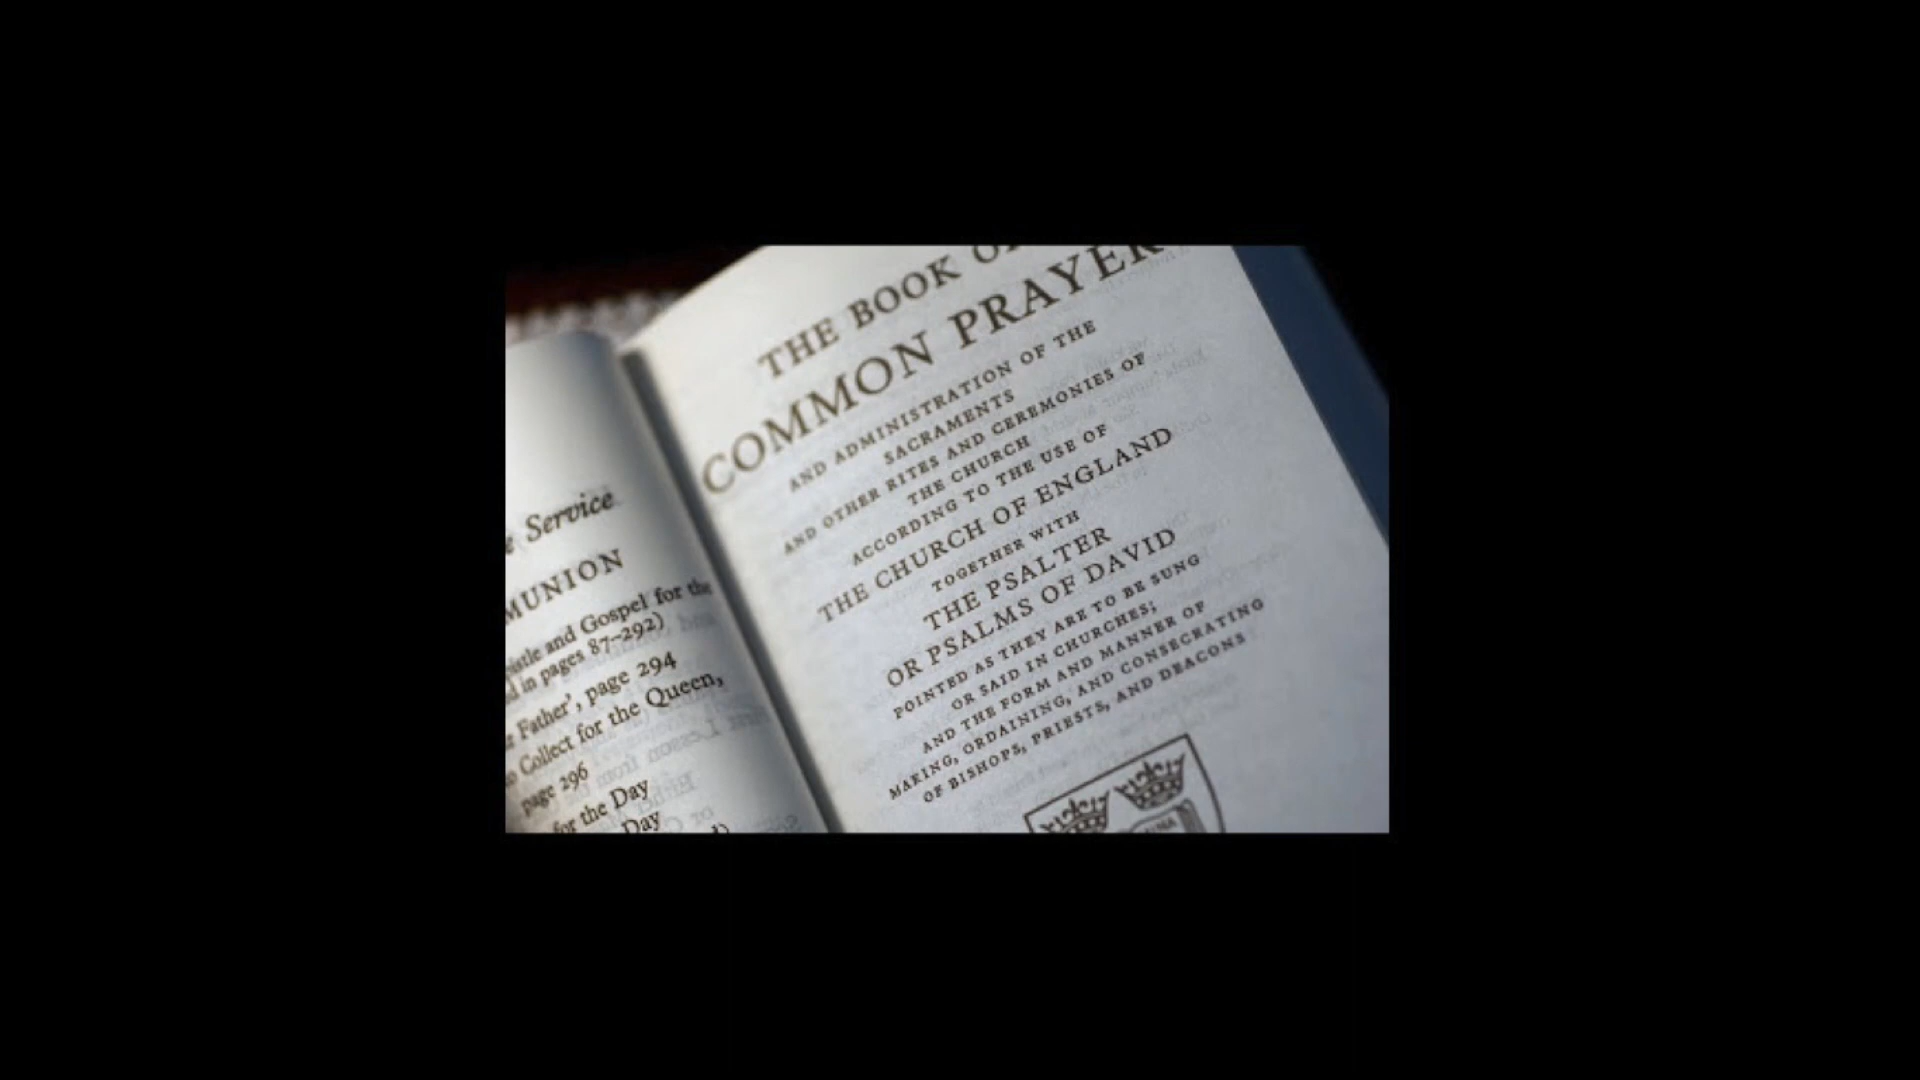 Service
MUNION
and Gospel for the
in pages 87–292)
Father', page 294
Collect for the Queen,
page 296
for the Day
Day
THE BOOK
COMMON PRAYER
AND ADMINISTRATION OF THE
SACRAMENTS
AND OTHER RITES AND CEREMONIES OF
THE CHURCH
ACCORDING TO THE USE OF
THE CHURCH OF ENGLAND
TOGETHER WITH
THE PSALTER
OR PSALMS OF DAVID
POINTED AS THEY ARE TO BE SUNG
OR SAID IN CHURCHES;
AND THE FORM AND MANNER OF
MAKING, ORDAINING, AND CONSECRATING
OF BISHOPS, PRIESTS, AND DEACONS